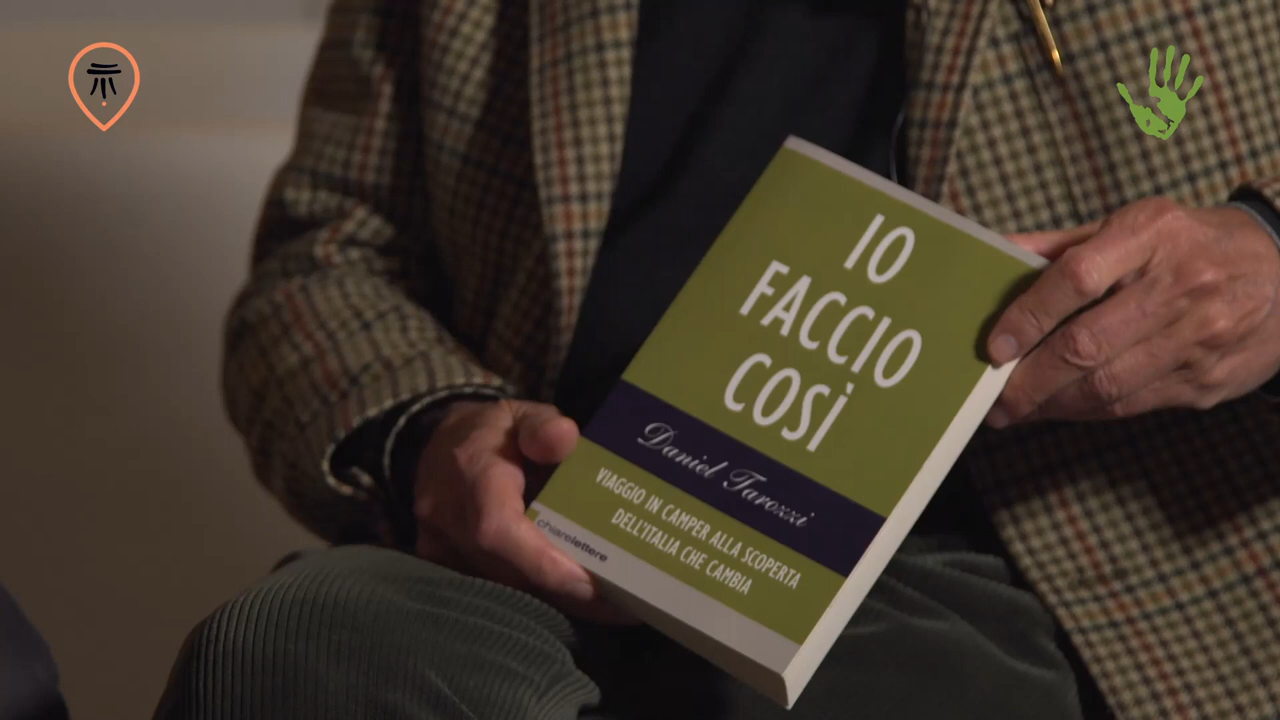 IO
FACCIO
COSÌ
Daniel Tarozzi
VIAGGIO IN CAMPER ALLA SCOPERTA
DELL'ITALIA CHE CAMBIA
chiarelettere